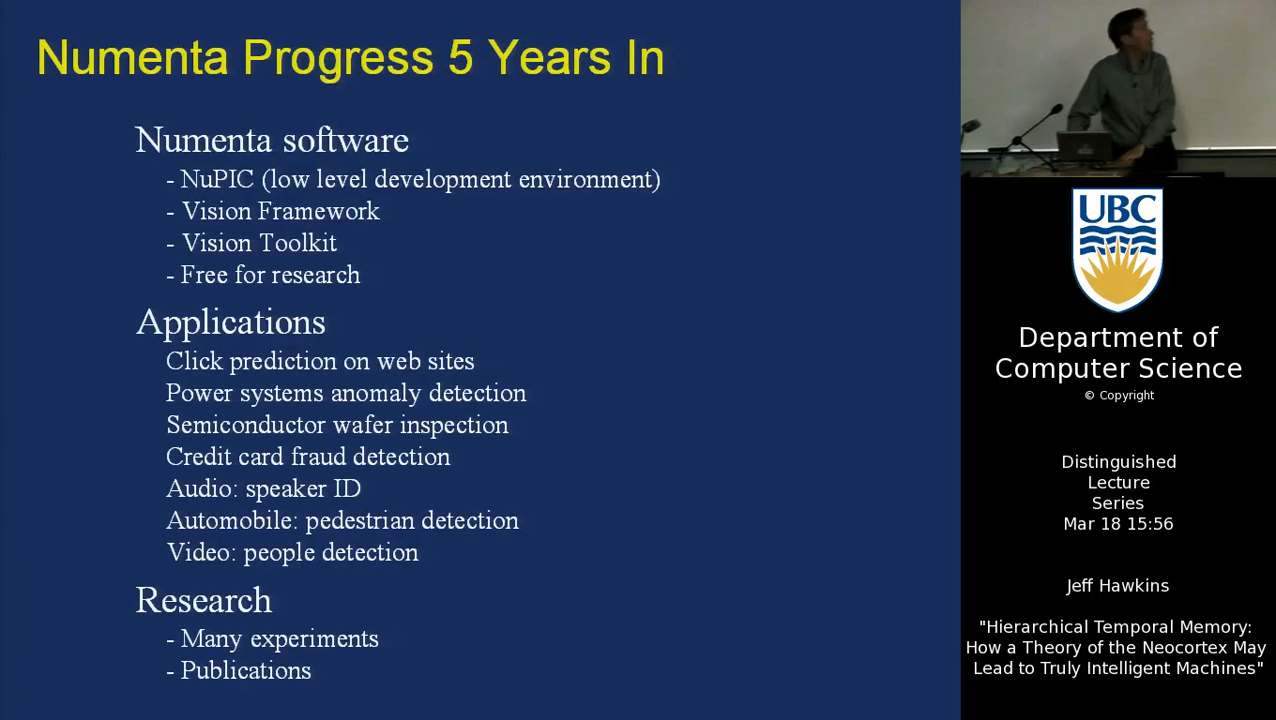 Numenta Progress 5 Years In
Numenta software
- NuPIC (low level development environment)
- Vision Framework
- Vision Toolkit
- Free for research
Applications
Click prediction on web sites
Power systems anomaly detection
Semiconductor wafer inspection
Credit card fraud detection
Audio: speaker ID
Automobile: pedestrian detection
Video: people detection
Research
- Many experiments
- Publications
UBC
Department of
Computer Science
© Copyright
Distinguished
Lecture
Series
Mar 18 15:56
Jeff Hawkins
"Hierarchical Temporal Memory:
How a Theory of the Neocortex May
Lead to Truly Intelligent Machines"